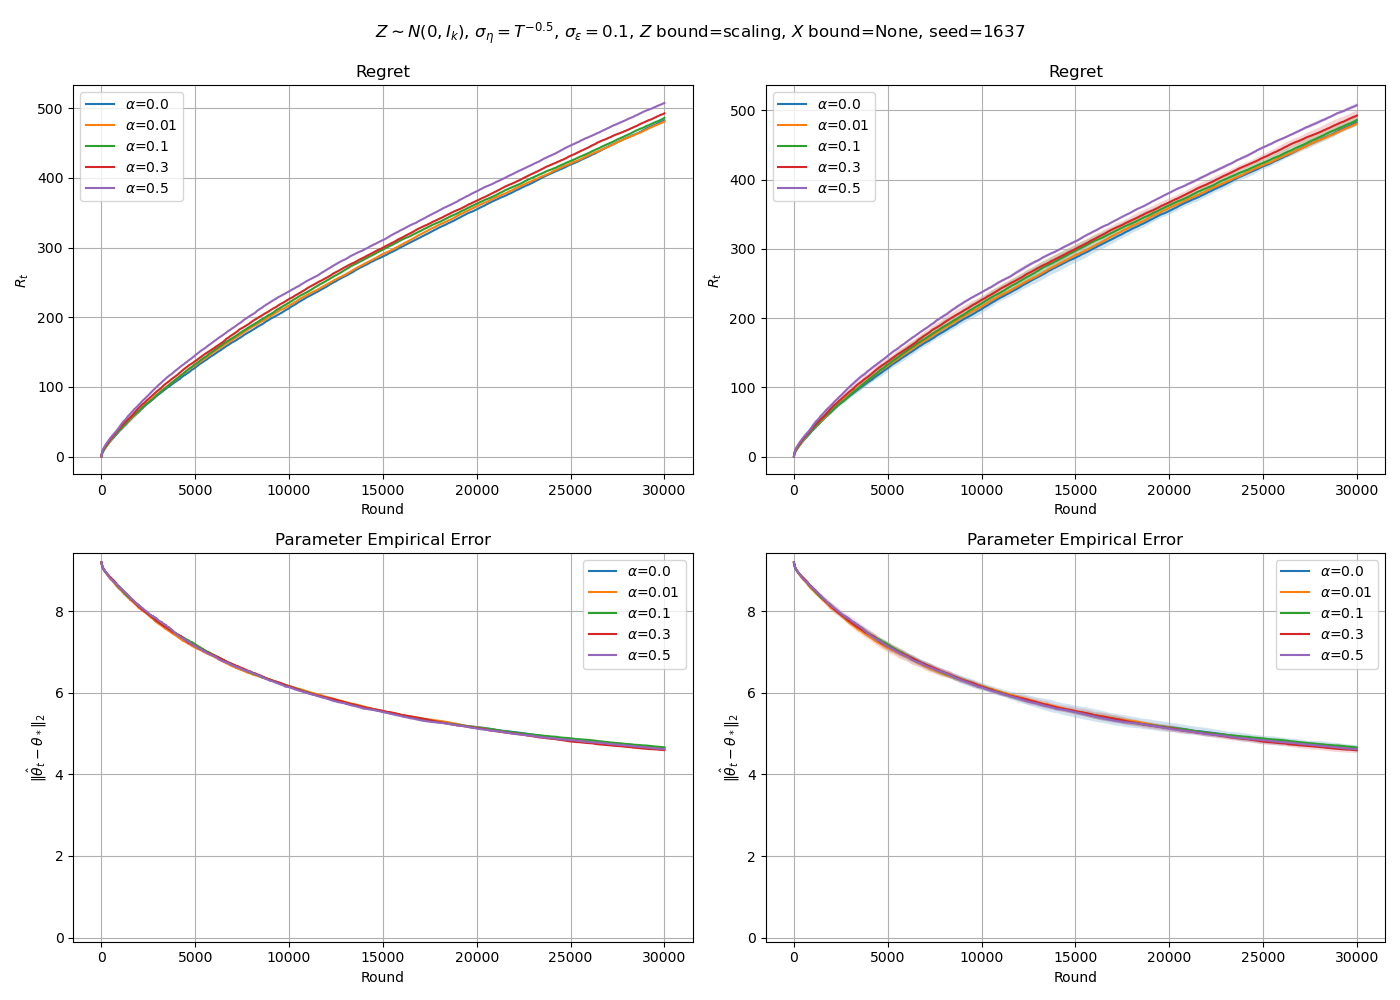 Z ∼ N(0, I_k), σ_η = T^{−0.5}, σ_ε = 0.1, Z bound=scaling, X bound=None, seed=1637
Regret
R_t
500
400
300
200
100
0
α=0.0
α=0.01
α=0.1
α=0.3
α=0.5
0 5000 10000 15000 20000 25000 30000
Round
Regret
R_t
500
400
300
200
100
0
α=0.0
α=0.01
α=0.1
α=0.3
α=0.5
0 5000 10000 15000 20000 25000 30000
Round
Parameter Empirical Error
‖θ̂_t − θ_*‖_2
8
6
4
2
0
α=0.0
α=0.01
α=0.1
α=0.3
α=0.5
0 5000 10000 15000 20000 25000 30000
Round
Parameter Empirical Error
‖θ̂_t − θ_*‖_2
8
6
4
2
0
α=0.0
α=0.01
α=0.1
α=0.3
α=0.5
0 5000 10000 15000 20000 25000 30000
Round